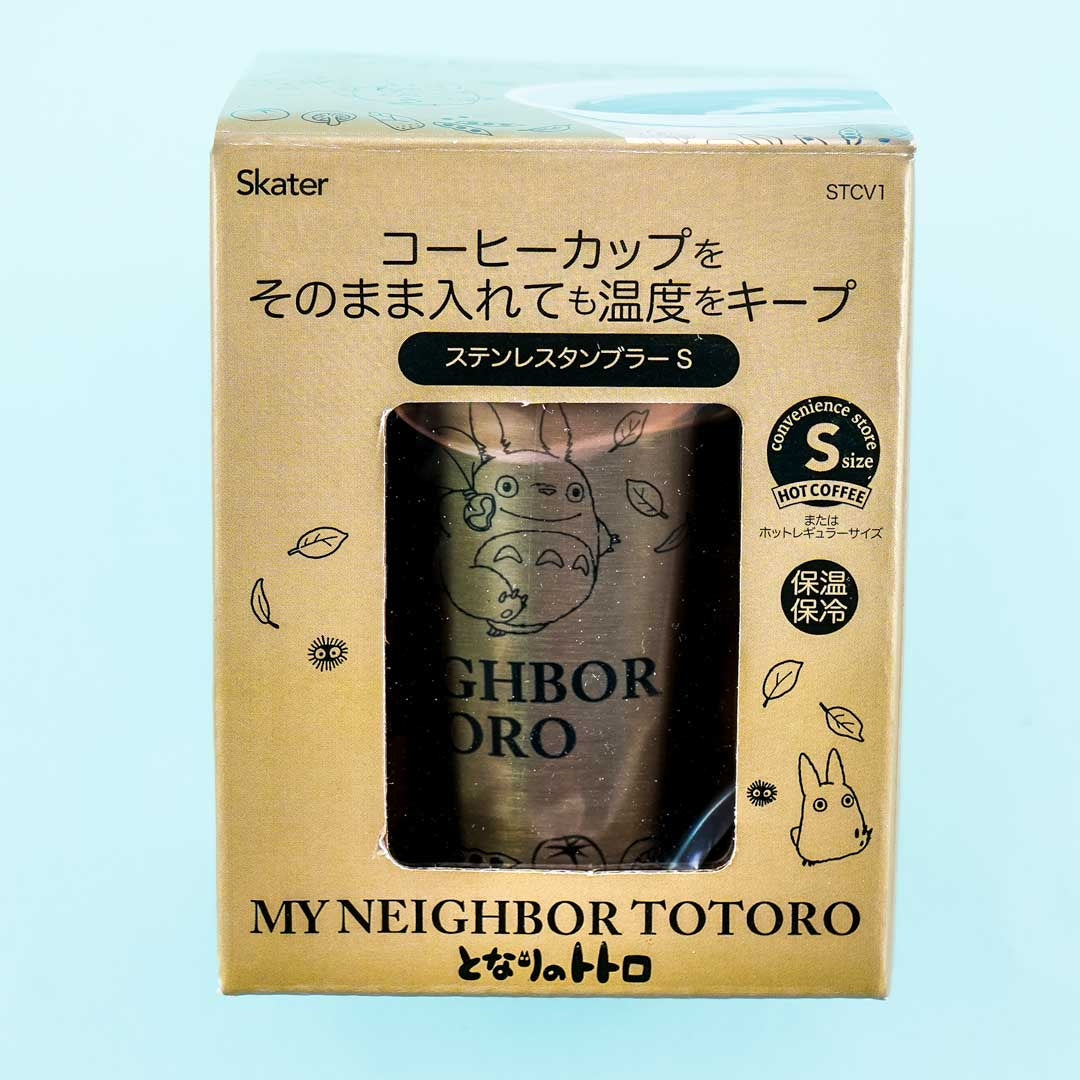 Skater
STCV1
コーヒーカップを
そのまま入れても温度をキープ
ステンレスタンブラー S
convenience store
S size
HOT COFFEE
または
ホットレギュラーサイズ
保温
保冷
GHBOR
ORO
MY NEIGHBOR TOTORO
となりのトトロ